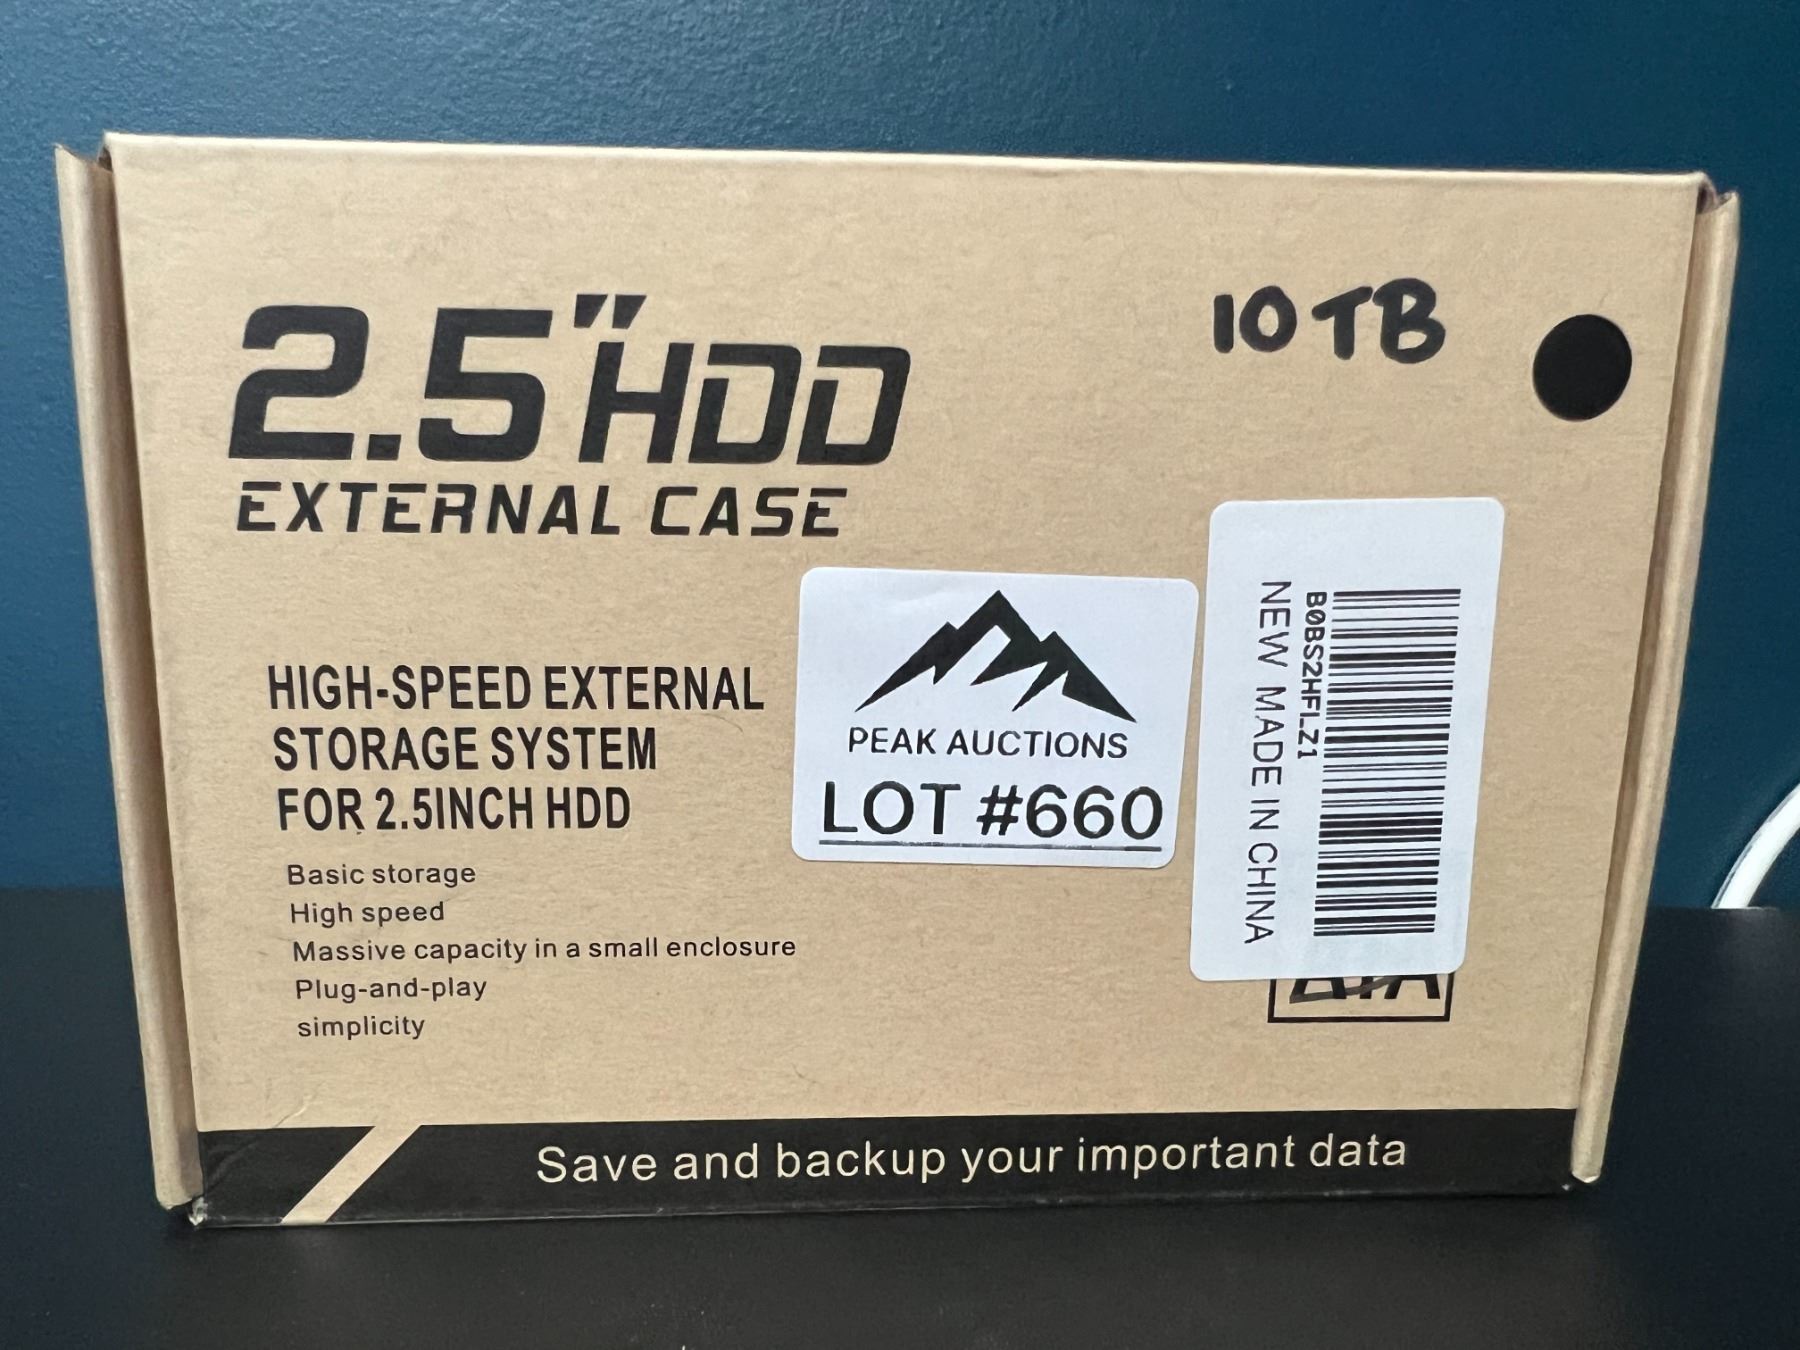 2.5"HDD
EXTERNAL CASE
10 TB
HIGH-SPEED EXTERNAL
STORAGE SYSTEM
FOR 2.5INCH HDD
Basic storage
High speed
Massive capacity in a small enclosure
Plug-and-play
simplicity
PEAK AUCTIONS
LOT #660
B0BS2HFLZ1
NEW MADE IN CHINA
Save and backup your important data